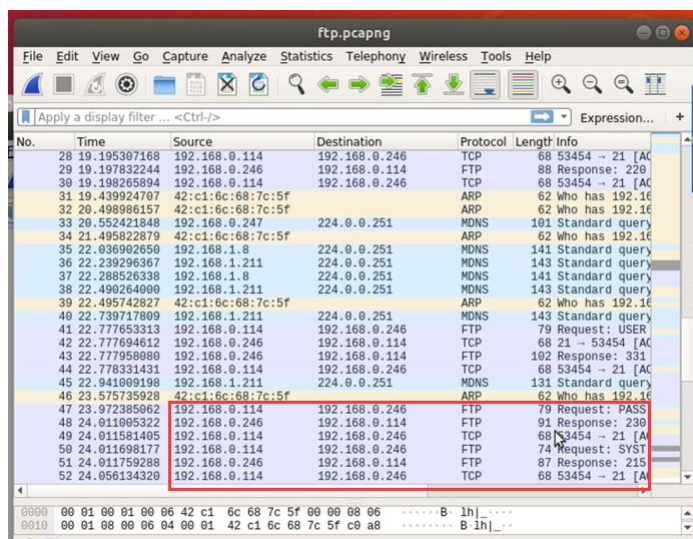 ftp.pcapng
File Edit View Go Capture Analyze Statistics Telephony Wireless Tools Help
Apply a display filter ... <Ctrl-/> Expression... +
No. Time Source Destination Protocol Length Info
28 19.195307168 192.168.0.114 192.168.0.246 TCP 68 53454 → 21 [AC
29 19.197832244 192.168.0.246 192.168.0.114 FTP 88 Response: 220
30 19.198265894 192.168.0.114 192.168.0.246 TCP 68 53454 → 21 [AC
31 19.439924707 42:c1:6c:68:7c:5f ARP 62 Who has 192.16
32 20.498986157 42:c1:6c:68:7c:5f ARP 62 Who has 192.16
33 20.552421848 192.168.0.247 224.0.0.251 MDNS 101 Standard query
34 21.495822879 42:c1:6c:68:7c:5f ARP 62 Who has 192.16
35 22.036902650 192.168.1.8 224.0.0.251 MDNS 141 Standard query
36 22.239296367 192.168.1.211 224.0.0.251 MDNS 143 Standard query
37 22.288526338 192.168.1.8 224.0.0.251 MDNS 141 Standard query
38 22.490264000 192.168.1.211 224.0.0.251 MDNS 143 Standard query
39 22.495742827 42:c1:6c:68:7c:5f ARP 62 Who has 192.16
40 22.739717809 192.168.1.211 224.0.0.251 MDNS 143 Standard query
41 22.777653313 192.168.0.114 192.168.0.246 FTP 79 Request: USER
42 22.777694612 192.168.0.246 192.168.0.114 TCP 68 21 → 53454 [AC
43 22.777958080 192.168.0.246 192.168.0.114 FTP 102 Response: 331
44 22.778331431 192.168.0.114 192.168.0.246 TCP 68 53454 → 21 [AC
45 22.941009198 192.168.1.211 224.0.0.251 MDNS 131 Standard query
46 23.575735928 42:c1:6c:68:7c:5f ARP 62 Who has 192.16
47 23.972385062 192.168.0.114 192.168.0.246 FTP 79 Request: PASS
48 24.011005322 192.168.0.246 192.168.0.114 FTP 91 Response: 230
49 24.011581405 192.168.0.114 192.168.0.246 TCP 68 53454 → 21 [AC
50 24.011698177 192.168.0.114 192.168.0.246 FTP 74 Request: SYST
51 24.011759288 192.168.0.246 192.168.0.114 FTP 87 Response: 215
52 24.056134320 192.168.0.114 192.168.0.246 TCP 68 53454 → 21 [AC
0000 00 01 00 01 00 06 42 c1 6c 68 7c 5f 00 00 08 06 ······B· lh|_····
0010 00 01 08 00 06 04 00 01 42 c1 6c 68 7c 5f c0 a8 ········ B·lh|_··